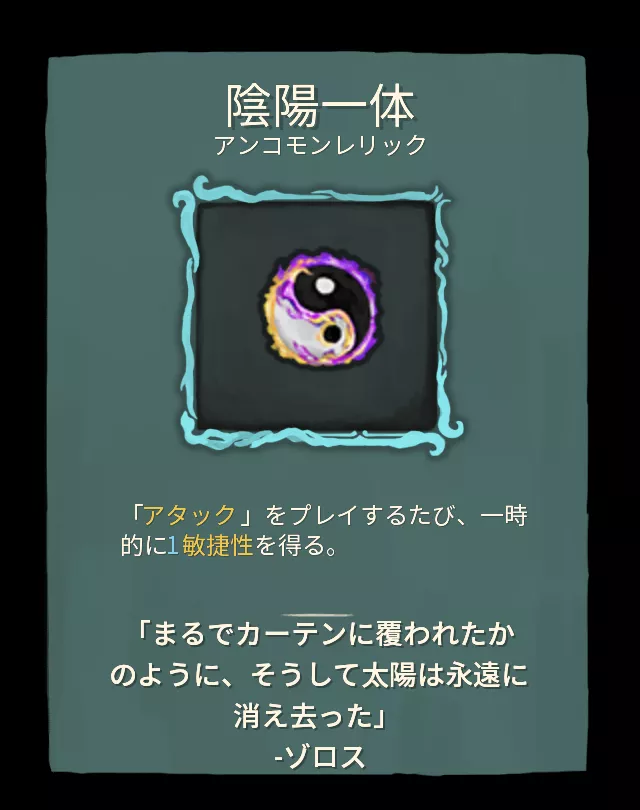 陰陽一体
アンコモンレリック
「アタック」をプレイするたび、一時
的に1敏捷性を得る。
「まるでカーテンに覆われたか
のように、そうして太陽は永遠に
消え去った」
-ゾロス